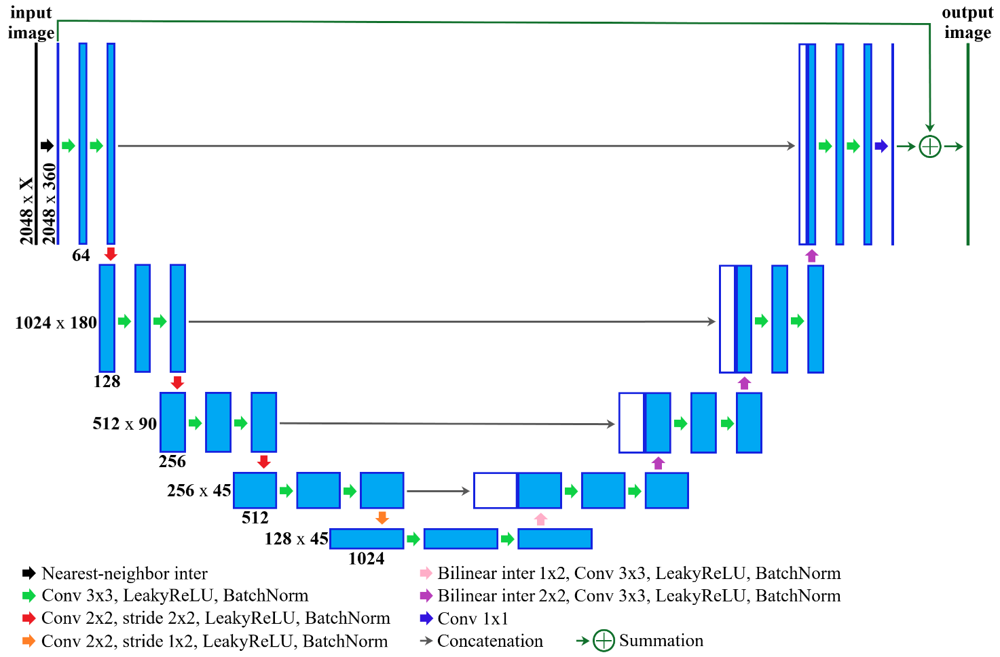 input
image
output
image
2048 x X
2048 x 360
64
1024 x 180
128
512 x 90
256
256 x 45
512
128 x 45
1024
Nearest-neighbor inter
Conv 3x3, LeakyReLU, BatchNorm
Conv 2x2, stride 2x2, LeakyReLU, BatchNorm
Conv 2x2, stride 1x2, LeakyReLU, BatchNorm
Bilinear inter 1x2, Conv 3x3, LeakyReLU, BatchNorm
Bilinear inter 2x2, Conv 3x3, LeakyReLU, BatchNorm
Conv 1x1
Concatenation
Summation